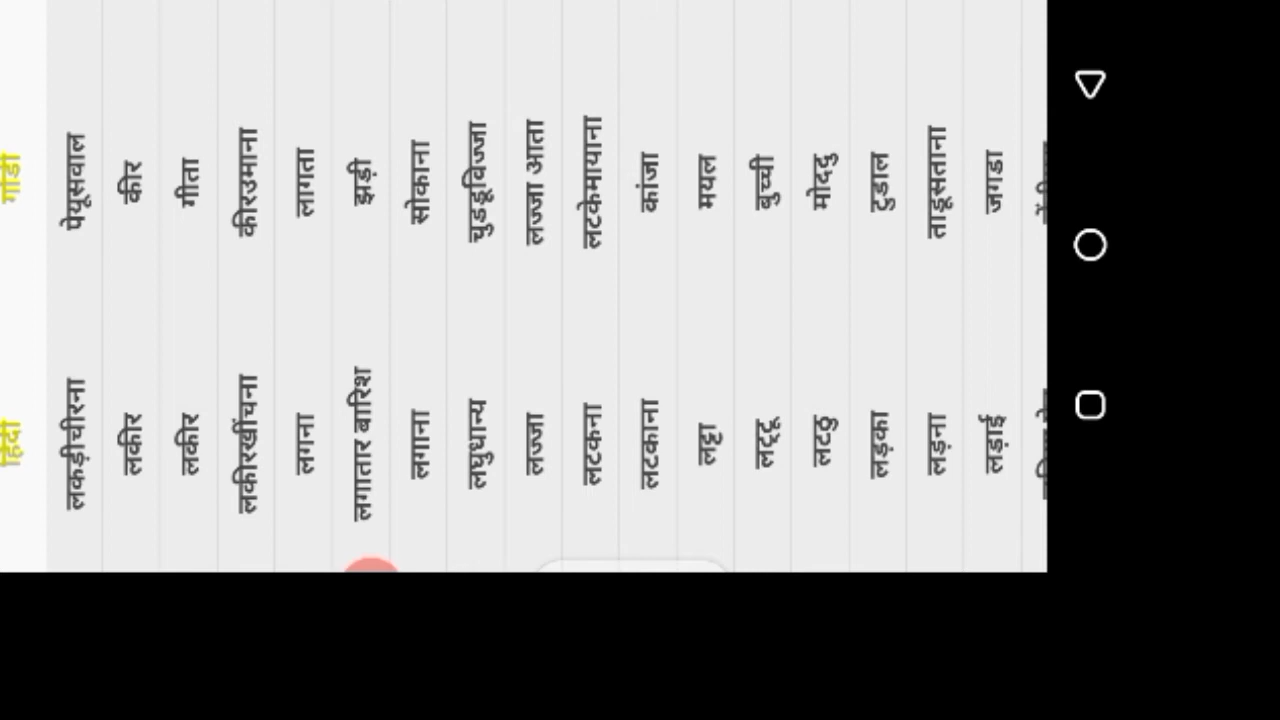 हिंदी गोंडी
लकड़ीचीरना पेयूसवाल
लकीर कीर
लकीर गीता
लकीरखींचना कीरउमाना
लगना लागता
लगातार बारिश झड़ी
लगाना सोकाना
लघुधान्य चुडडूविज्जा
लज्जा लज्जा आता
लटकना लटकेमायाना
लटकाना कांजा
लट्ठा मयल
लट्टू बुच्ची
लटठु मोददु
लड़का टुडाल
लड़ना ताडूसताना
लड़ाई जगडा